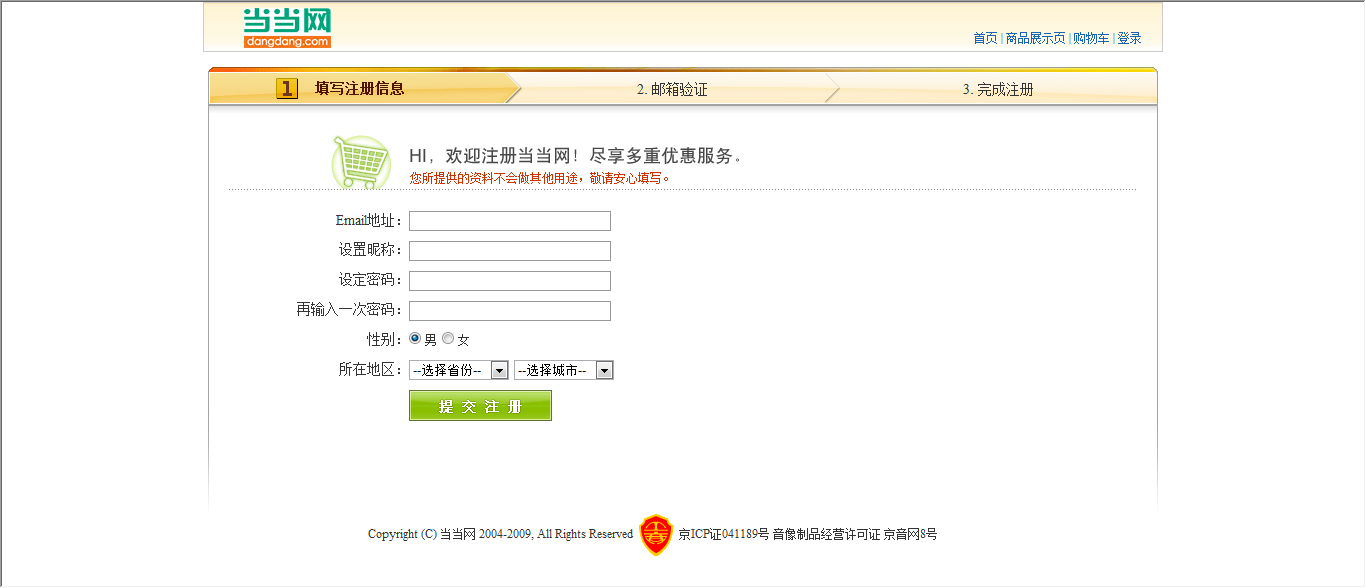 当当网
dangdang.com
首页 | 商品展示页 | 购物车 | 登录
1 填写注册信息 2. 邮箱验证 3. 完成注册
HI，欢迎注册当当网！尽享多重优惠服务。
您所提供的资料不会做其他用途，敬请安心填写。
Email地址：
设置昵称：
设定密码：
再输入一次密码：
性别： 男 女
所在地区： --选择省份-- --选择城市--
提交注册
Copyright (C) 当当网 2004-2009, All Rights Reserved 京ICP证041189号 音像制品经营许可证 京音网8号